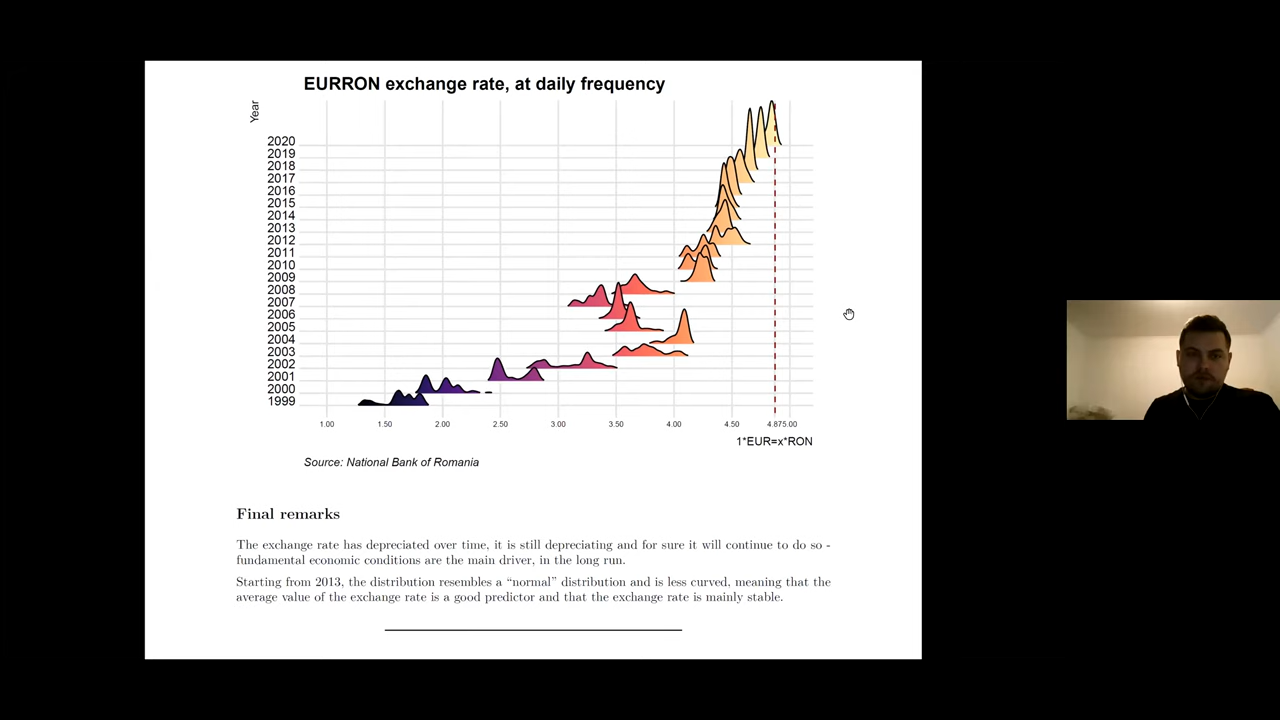 EURRON exchange rate, at daily frequency
Year
2020
2019
2018
2017
2016
2015
2014
2013
2012
2011
2010
2009
2008
2007
2006
2005
2004
2003
2002
2001
2000
1999
1.00 1.50 2.00 2.50 3.00 3.50 4.00 4.50 4.875.00
1*EUR=x*RON
Source: National Bank of Romania
Final remarks
The exchange rate has depreciated over time, it is still depreciating and for sure it will continue to do so -
fundamental economic conditions are the main driver, in the long run.
Starting from 2013, the distribution resembles a “normal” distribution and is less curved, meaning that the
average value of the exchange rate is a good predictor and that the exchange rate is mainly stable.